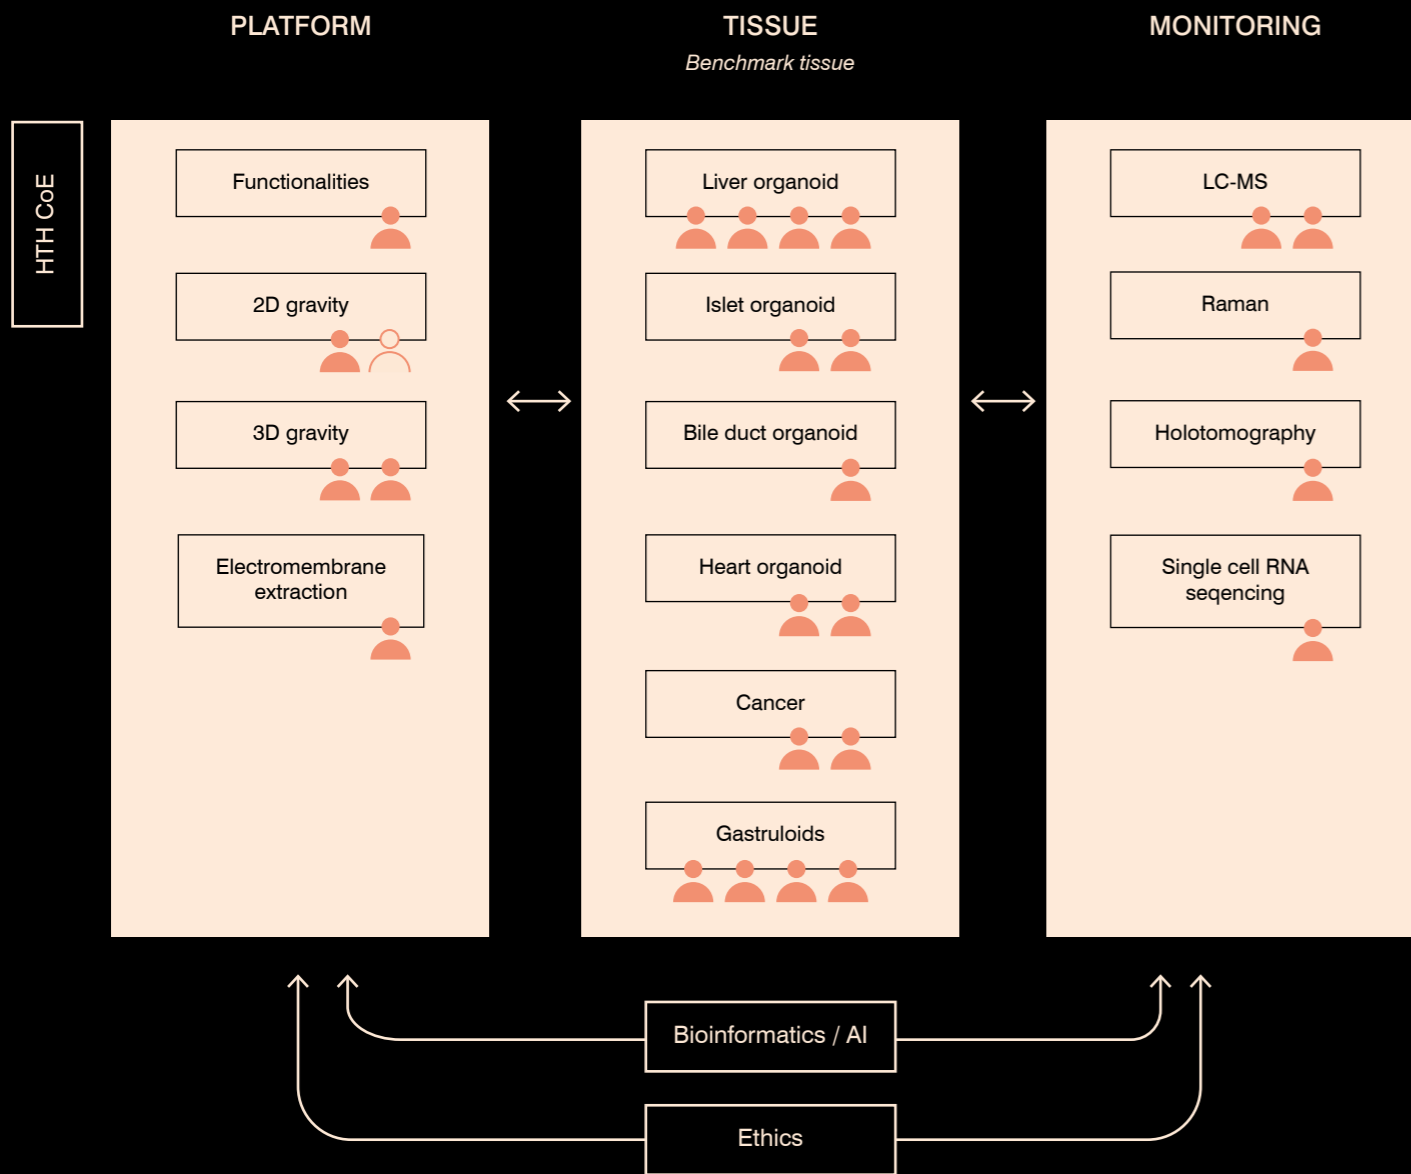 PLATFORM
TISSUE
Benchmark tissue
MONITORING
HTH CoE
Functionalities
2D gravity
3D gravity
Electromembrane
extraction
Liver organoid
Islet organoid
Bile duct organoid
Heart organoid
Cancer
Gastruloids
LC-MS
Raman
Holotomography
Single cell RNA
seqencing
Bioinformatics / AI
Ethics